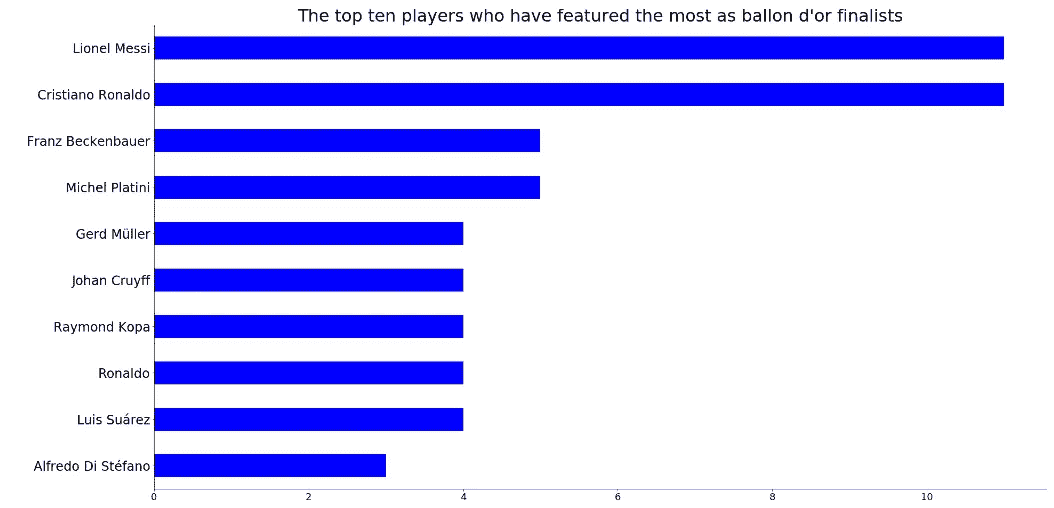 The top ten players who have featured the most as ballon d'or finalists
Lionel Messi
Cristiano Ronaldo
Franz Beckenbauer
Michel Platini
Gerd Müller
Johan Cruyff
Raymond Kopa
Ronaldo
Luis Suárez
Alfredo Di Stéfano
0 2 4 6 8 10